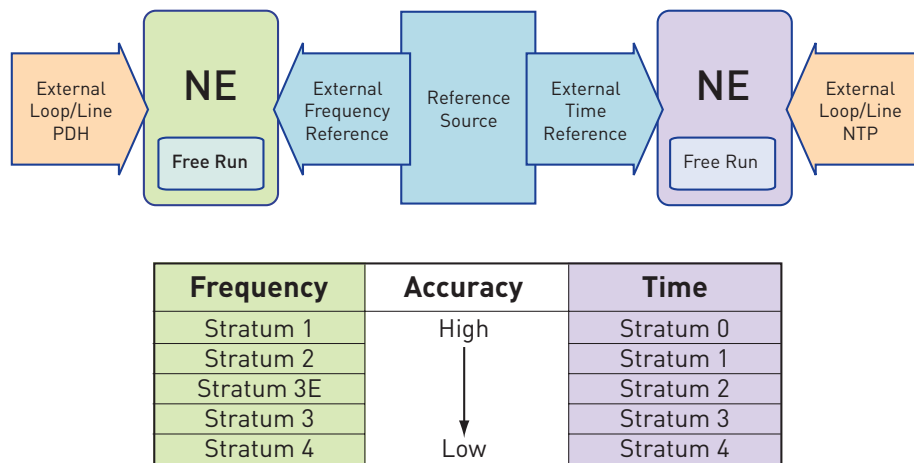 External
Loop/Line
PDH
NE
Free Run
External
Frequency
Reference
Reference
Source
External
Time
Reference
NE
Free Run
External
Loop/Line
NTP
Frequency Accuracy Time
Stratum 1 High Stratum 0
Stratum 2 Stratum 1
Stratum 3E Stratum 2
Stratum 3 Stratum 3
Stratum 4 Low Stratum 4